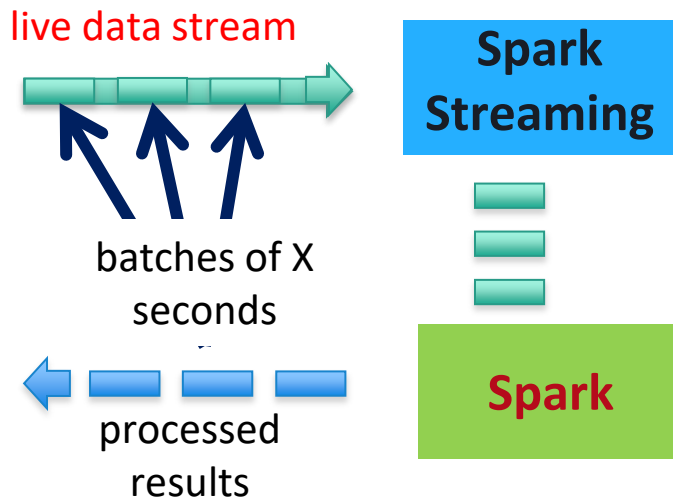 live data stream
Spark
Streaming
batches of X
seconds
Spark
processed
results